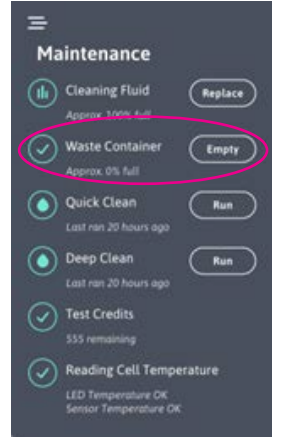 Maintenance
Cleaning Fluid
Replace
Approx. 100% full
Waste Container
Empty
Approx. 0% full
Quick Clean
Run
Last ran 20 hours ago
Deep Clean
Run
Last ran 20 hours ago
Test Credits
555 remaining
Reading Cell Temperature
LED Temperature OK
Sensor Temperature OK